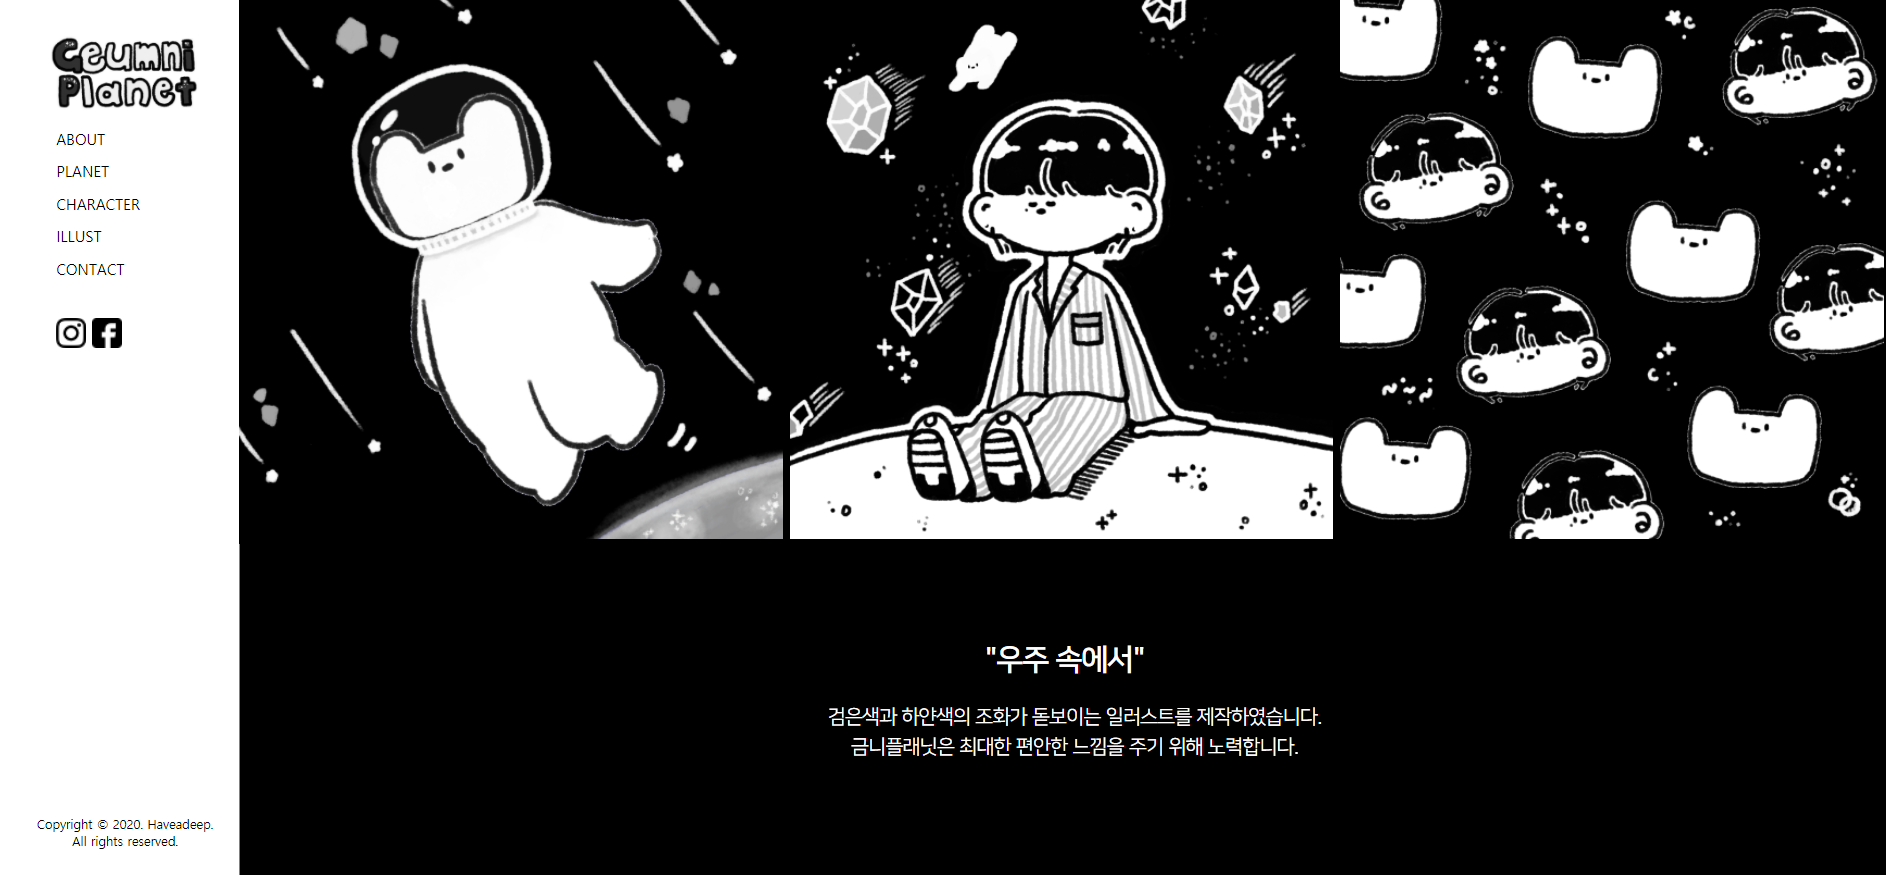 Geumni
Planet
ABOUT
PLANET
CHARACTER
ILLUST
CONTACT
"우주 속에서"
검은색과 하얀색의 조화가 돋보이는 일러스트를 제작하였습니다.
금니플래닛은 최대한 편안한 느낌을 주기 위해 노력합니다.
Copyright © 2020. Haveadeep.
All rights reserved.